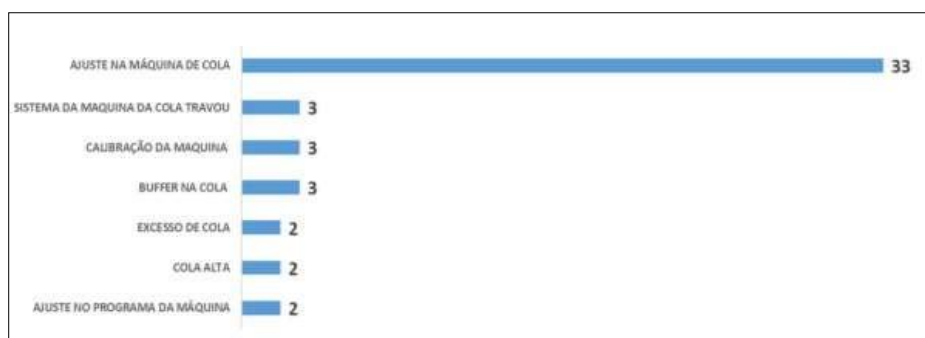 AJUSTE NA MÁQUINA DE COLA 33
SISTEMA DA MAQUINA DA COLA TRAVOU 3
CALIBRAÇÃO DA MAQUINA 3
BUFFER NA COLA 3
EXCESSO DE COLA 2
COLA ALTA 2
AJUSTE NO PROGRAMA DA MÁQUINA 2